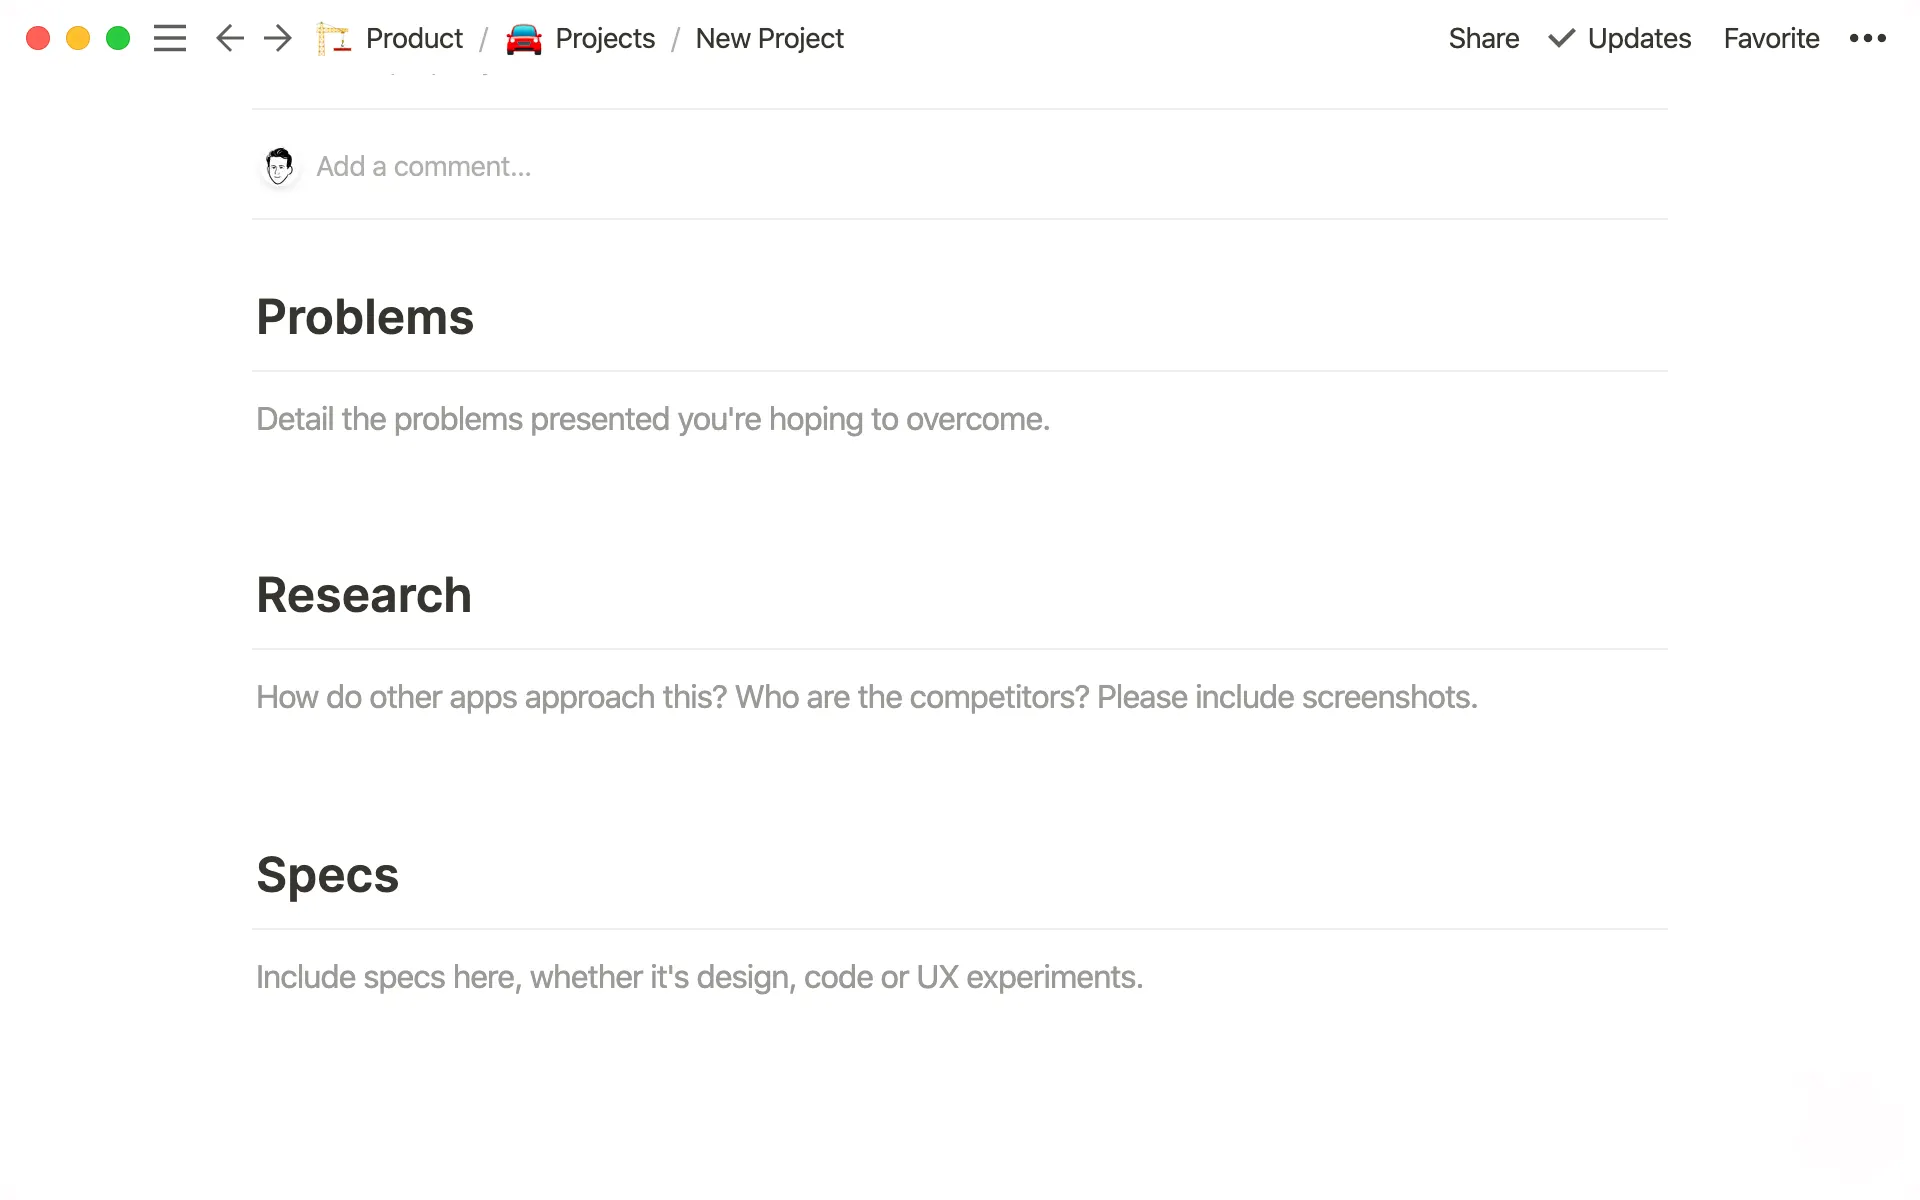 Product / Projects / New Project
Share Updates Favorite
Add a comment...
Problems
Detail the problems presented you're hoping to overcome.
Research
How do other apps approach this? Who are the competitors? Please include screenshots.
Specs
Include specs here, whether it's design, code or UX experiments.